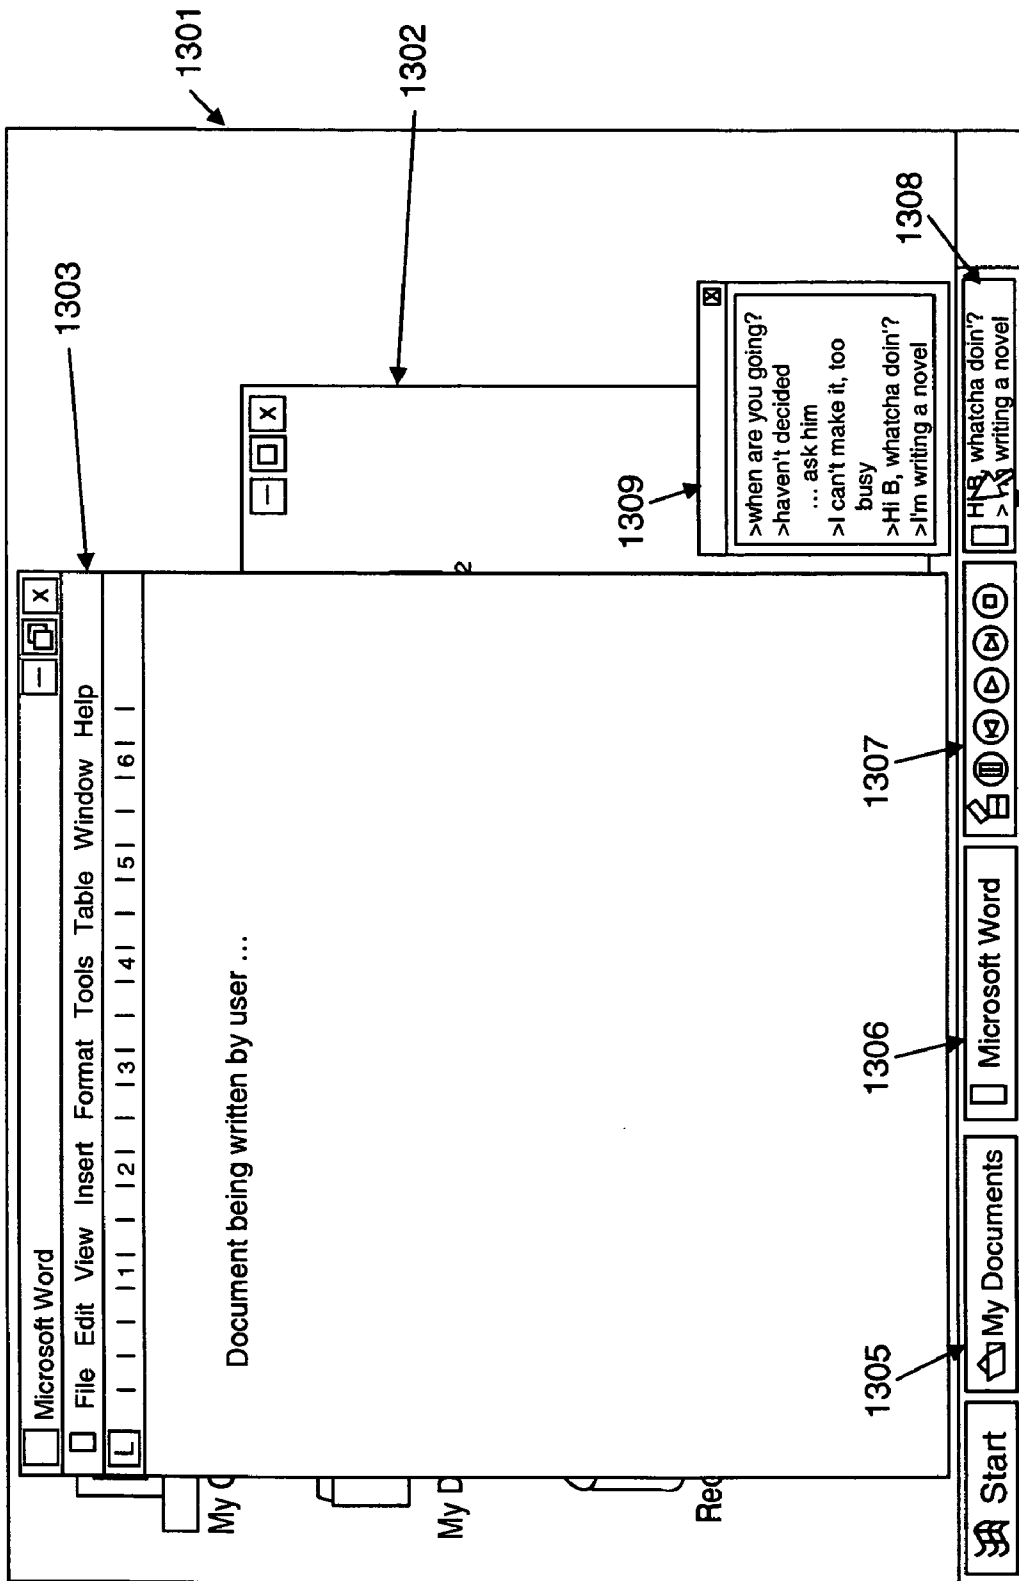 1301
1302
1303
Microsoft Word
File Edit View Insert Format Tools Table Window Help
L
1 2 3 4 5 6
Document being written by user ...
My
My D
Rec
2
1309
>when are you going?
>haven't decided
... ask him
>I can't make it, too
busy
>Hi B, whatcha doin'?
>I'm writing a novel
1305
1306
1307
1308
Start
My Documents
Microsoft Word
Hi B, whatcha doin'?
> writing a novel